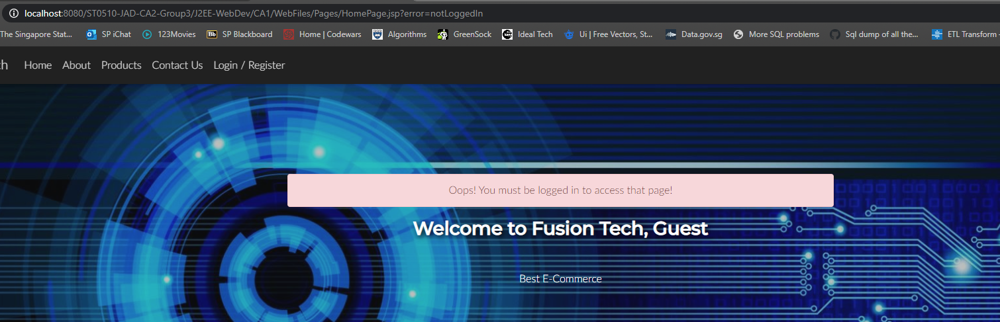 localhost:8080/ST0510-JAD-CA2-Group3/J2EE-WebDev/CA1/WebFiles/Pages/HomePage.jsp?error=notLoggedIn
The Singapore Stat... SP iChat 123Movies Bb SP Blackboard Home | Codewars Algorithms GreenSock Ideal Tech Ui | Free Vectors, St... Data.gov.sg More SQL problems Sql dump of all the... ETL Transform -
ch Home About Products Contact Us Login / Register
Oops! You must be logged in to access that page!
Welcome to Fusion Tech, Guest
Best E-Commerce